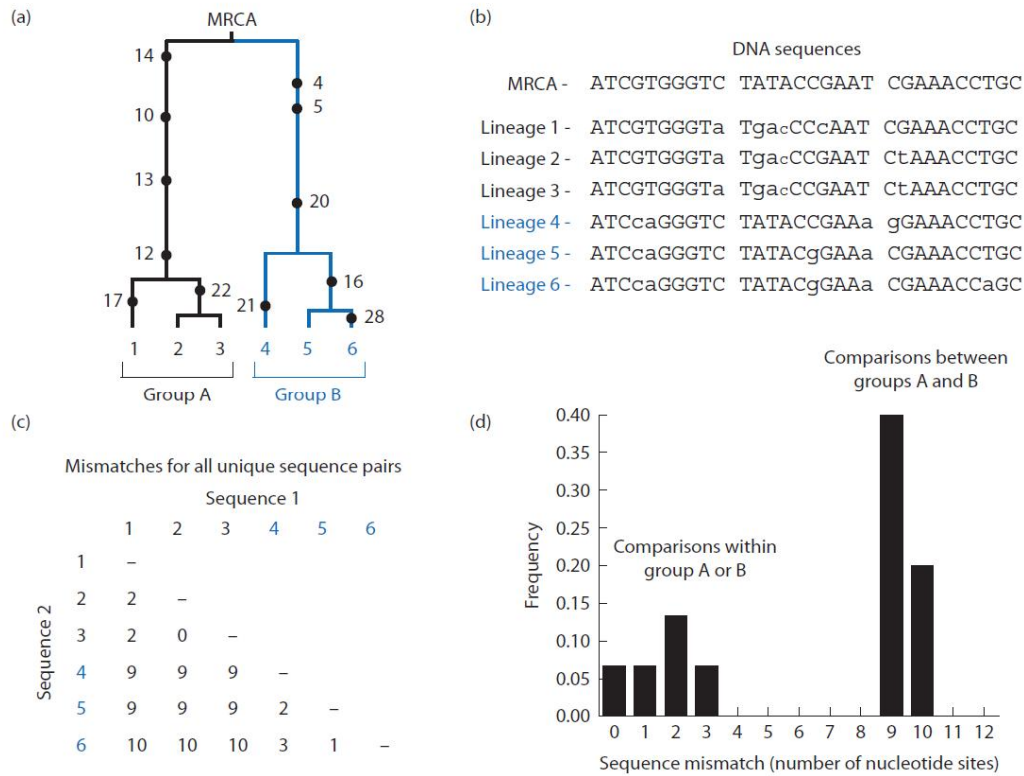 (a)
MRCA
14
4
5
10
13
20
12
17
22
21
16
28
1 2 3 4 5 6
Group A Group B
(b)
DNA sequences
MRCA - ATCGTGGGTC TATACCGAAT CGAAACCTGC
Lineage 1 - ATCGTGGGTa TgacCCcAAT CGAAACCTGC
Lineage 2 - ATCGTGGGTa TgacCCGAAT CtAAACCTGC
Lineage 3 - ATCGTGGGTa TgacCCGAAT CtAAACCTGC
Lineage 4 - ATCcaGGGTC TATACCGAAa gGAAACCTGC
Lineage 5 - ATCcaGGGTC TATACgGAAa CGAAACCTGC
Lineage 6 - ATCcaGGGTC TATACgGAAa CGAAACCaGC
(c)
Mismatches for all unique sequence pairs
Sequence 1
1 2 3 4 5 6
Sequence 2
1 –
2 2 –
3 2 0 –
4 9 9 9 –
5 9 9 9 2 –
6 10 10 10 3 1 –
(d)
Comparisons between
groups A and B
Comparisons within
group A or B
Frequency
0.40
0.35
0.30
0.25
0.20
0.15
0.10
0.05
0.00
0 1 2 3 4 5 6 7 8 9 10 11 12
Sequence mismatch (number of nucleotide sites)